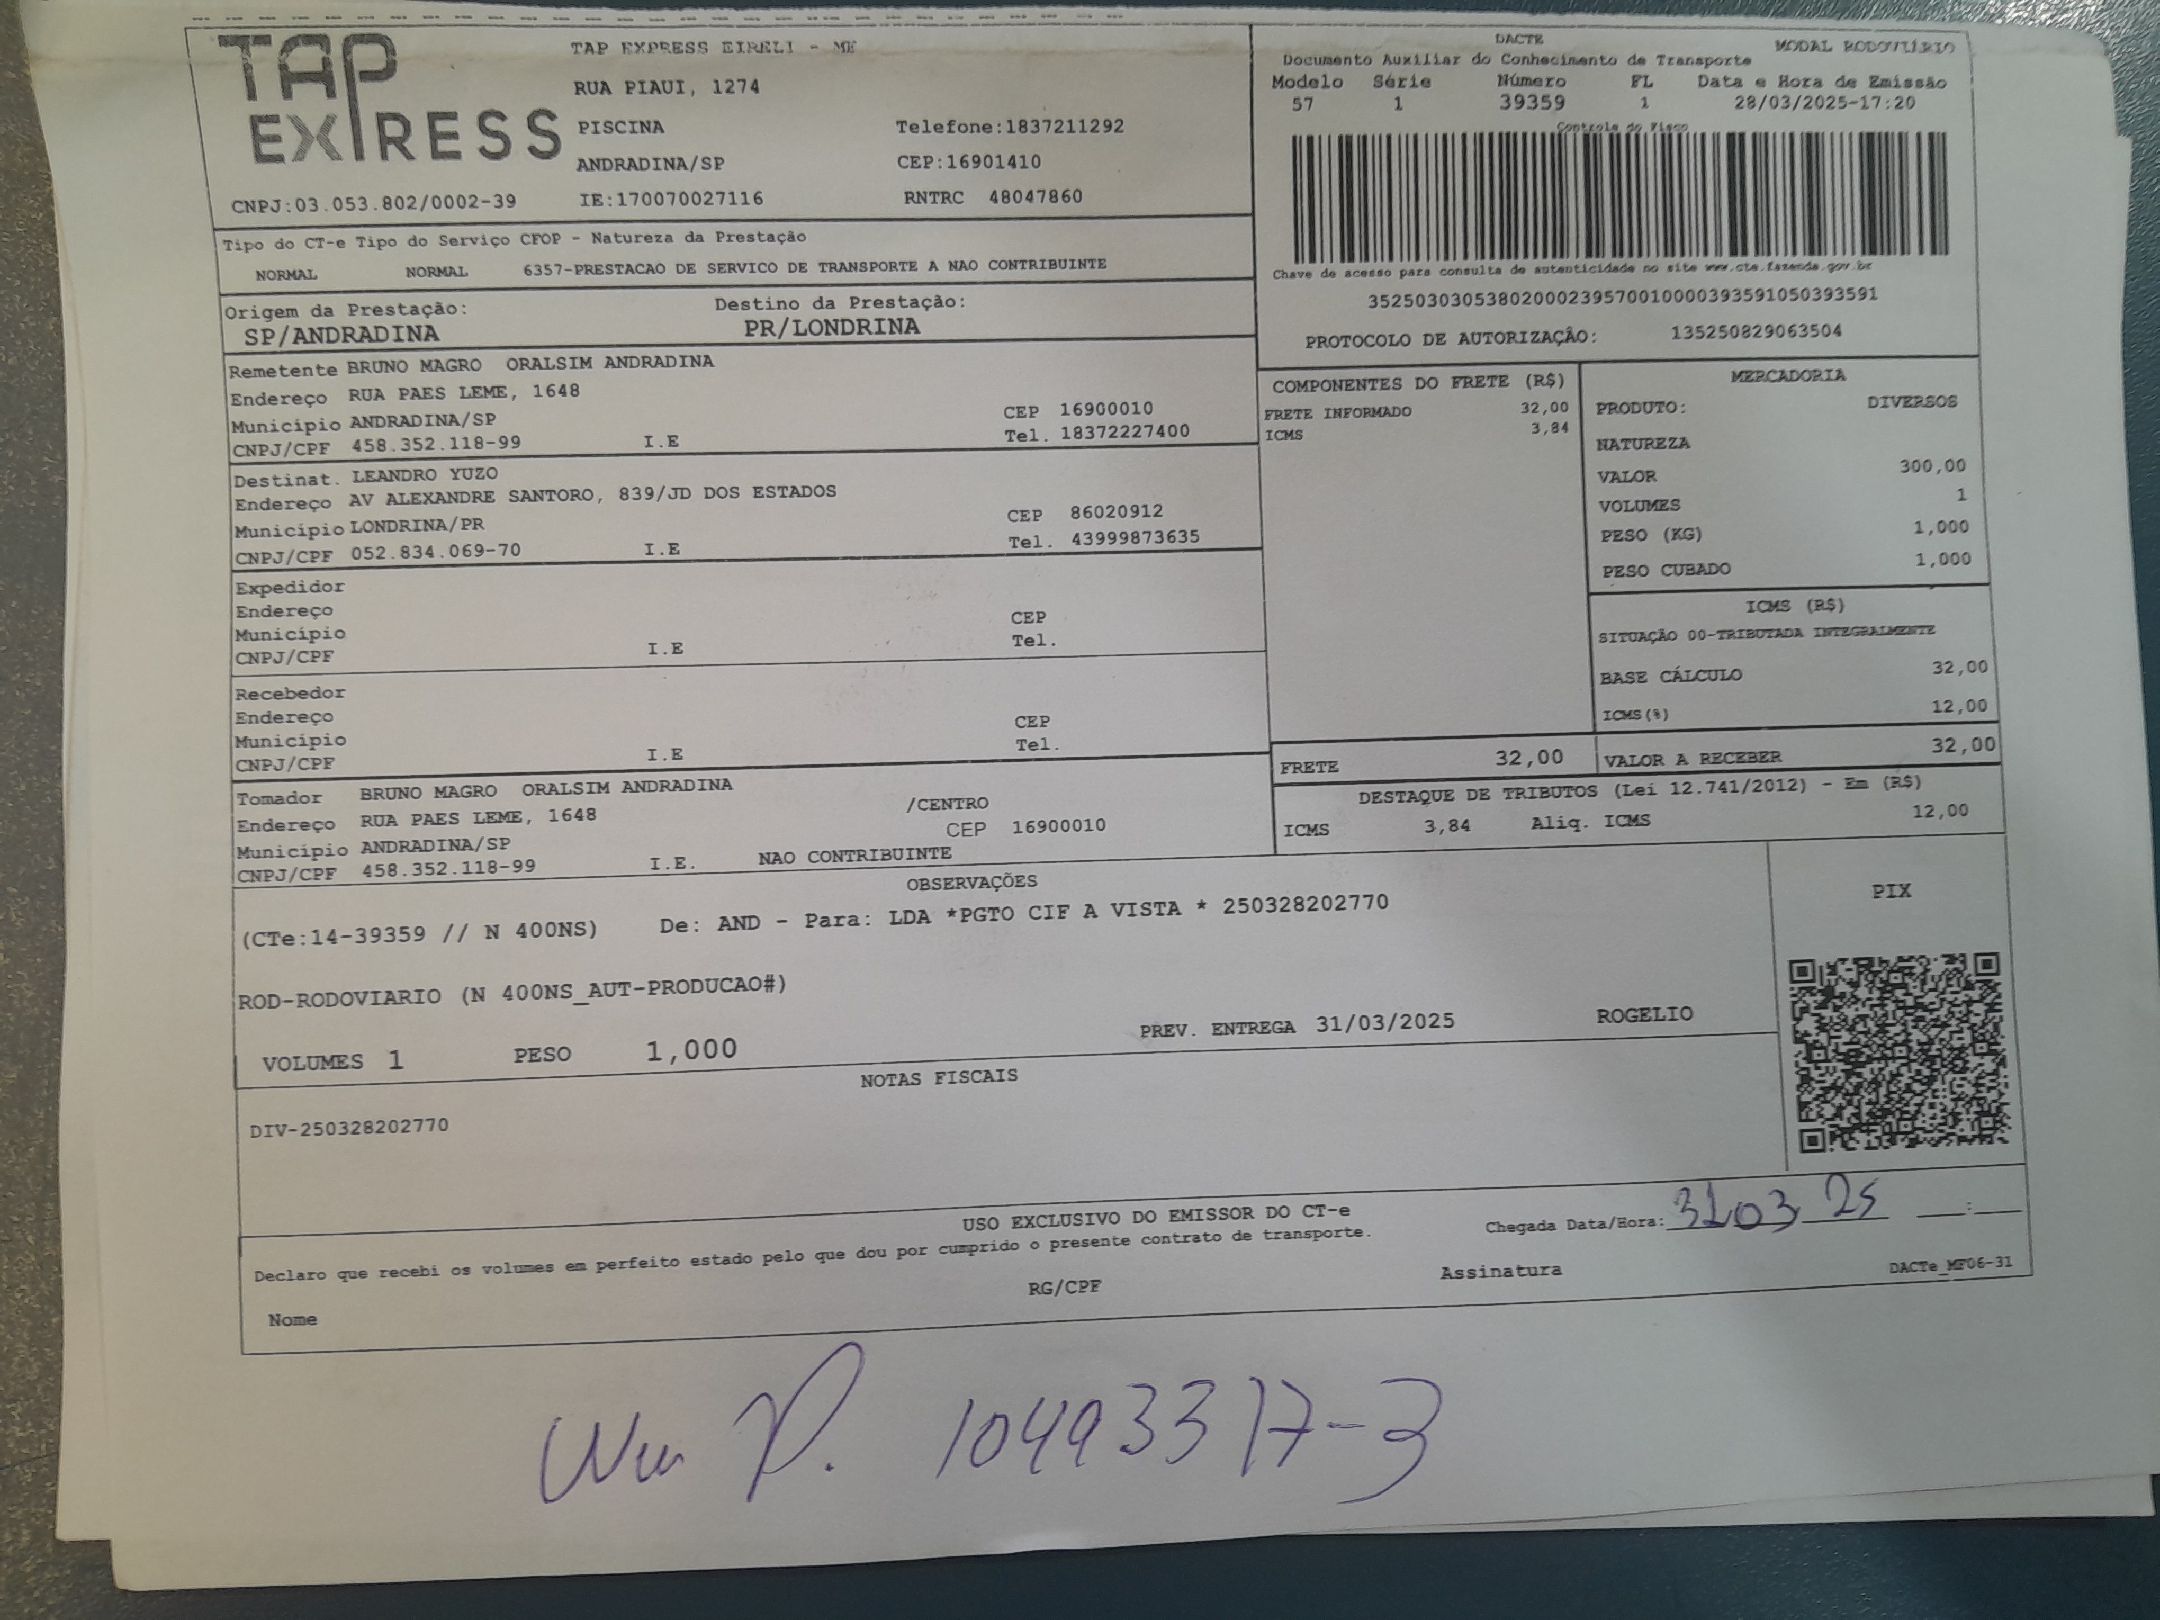 TAP EXPRESS
TAP EXPRESS EIRELI - ME
RUA PIAUI, 1274
PISCINA Telefone:1837211292
ANDRADINA/SP CEP:16901410
CNPJ:03.053.802/0002-39 IE:170070027116 RNTRC 48047860
DACTE MODAL RODOVIÁRIO
Documento Auxiliar do Conhecimento de Transporte
Modelo Série Número FL Data e Hora de Emissão
57 1 39359 1 28/03/2025-17:20
Controle do Fisco
Chave de acesso para consulta de autenticidade no site www.cte.fazenda.gov.br
35250303053802000239570010000393591050393591
PROTOCOLO DE AUTORIZAÇÂO: 135250829063504
Tipo do CT-e Tipo do Serviço CFOP - Natureza da Prestação
NORMAL NORMAL 6357-PRESTACAO DE SERVICO DE TRANSPORTE A NAO CONTRIBUINTE
Origem da Prestação: Destino da Prestação:
SP/ANDRADINA PR/LONDRINA
Remetente BRUNO MAGRO ORALSIM ANDRADINA
Endereço RUA PAES LEME, 1648
Município ANDRADINA/SP CEP 16900010
CNPJ/CPF 458.352.118-99 I.E Tel. 18372227400
Destinat. LEANDRO YUZO
Endereço AV ALEXANDRE SANTORO, 839/JD DOS ESTADOS
Município LONDRINA/PR CEP 86020912
CNPJ/CPF 052.834.069-70 I.E Tel. 43999873635
Expedidor
Endereço
Município CEP
CNPJ/CPF I.E Tel.
Recebedor
Endereço
Município CEP
CNPJ/CPF I.E Tel.
Tomador BRUNO MAGRO ORALSIM ANDRADINA
Endereço RUA PAES LEME, 1648 /CENTRO
Município ANDRADINA/SP CEP 16900010
CNPJ/CPF 458.352.118-99 I.E. NAO CONTRIBUINTE
COMPONENTES DO FRETE (R$)
FRETE INFORMADO 32,00
ICMS 3,84
MERCADORIA
PRODUTO: DIVERSOS
NATUREZA
VALOR 300,00
VOLUMES 1
PESO (KG) 1,000
PESO CUBADO 1,000
ICMS (R$)
SITUAÇÃO 00-TRIBUTADA INTEGRALMENTE
BASE CÁLCULO 32,00
ICMS(%) 12,00
FRETE 32,00 VALOR A RECEBER 32,00
DESTAQUE DE TRIBUTOS (Lei 12.741/2012) - Em (R$)
ICMS 3,84 Aliq. ICMS 12,00
OBSERVAÇÕES
(CTe:14-39359 // N 400NS) De: AND - Para: LDA *PGTO CIF A VISTA * 250328202770
ROD-RODOVIARIO (N 400NS_AUT-PRODUCAO#)
PREV. ENTREGA 31/03/2025 ROGELIO
VOLUMES 1 PESO 1,000
PIX
NOTAS FISCAIS
DIV-250328202770
USO EXCLUSIVO DO EMISSOR DO CT-e
Declaro que recebi os volumes em perfeito estado pelo que dou por cumprido o presente contrato de transporte.
Chegada Data/Hora: 31 03 25 __:__
Nome RG/CPF Assinatura DACTe_MF06-31
10493317-3